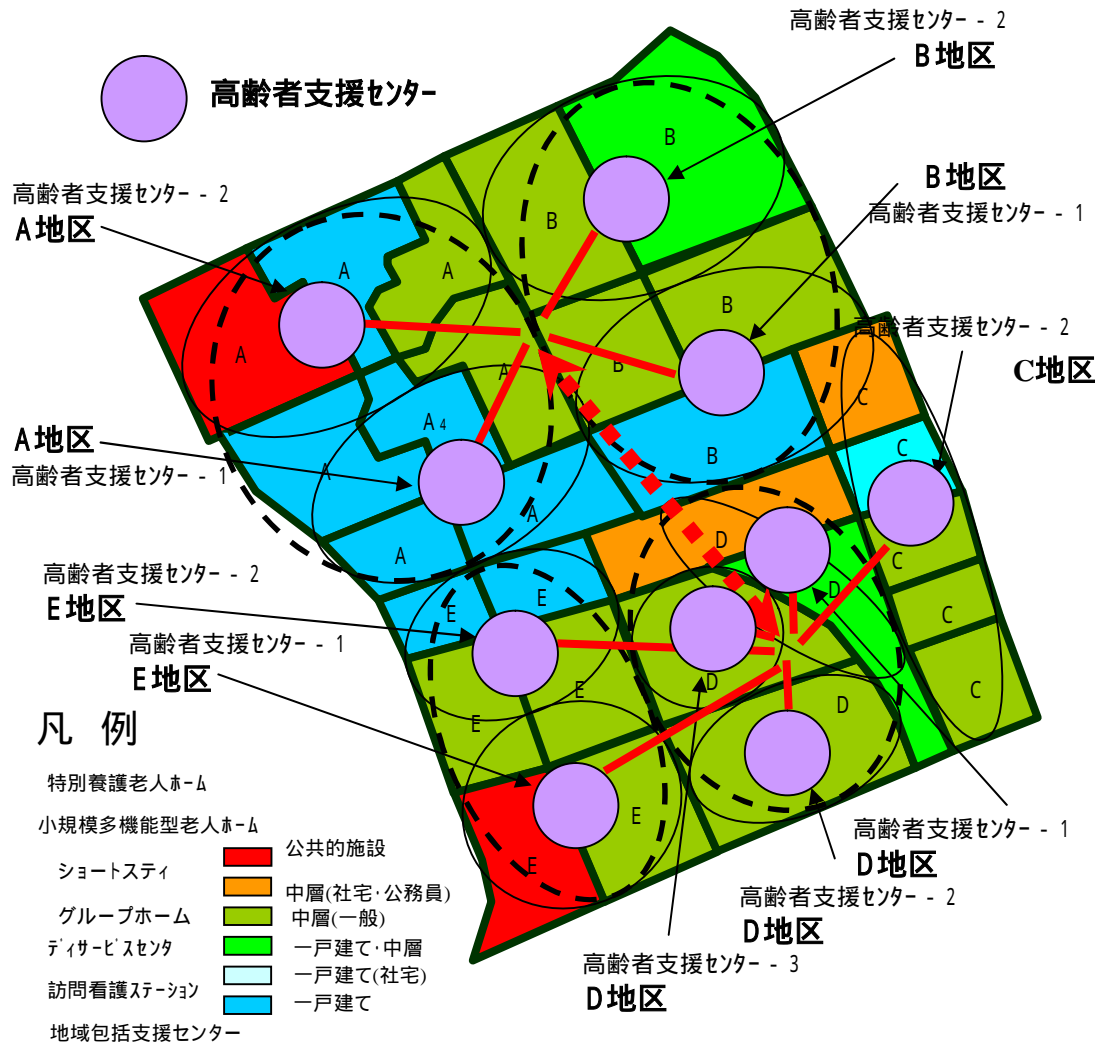 高齢者支援センター - 2
B地区
高齢者支援センター
B地区
高齢者支援センター - 1
高齢者支援センター - 2
A地区
高齢者支援センター - 2
C地区
A地区
高齢者支援センター - 1
高齢者支援センター - 2
E地区
高齢者支援センター - 1
E地区
B
B
A
A
B
A
A
B
C
A4
A
B
C
A
D
C
A
D
E
E
C
D
E
C
E
D
E
E
凡 例
特別養護老人ホーム
小規模多機能型老人ホーム
ショートスティ
グループホーム
ディサービスセンタ
訪問看護ステーション
地域包括支援センター
公共的施設
中層(社宅・公務員)
中層(一般)
一戸建て・中層
一戸建て(社宅)
一戸建て
高齢者支援センター - 1
D地区
高齢者支援センター - 2
D地区
高齢者支援センター - 3
D地区